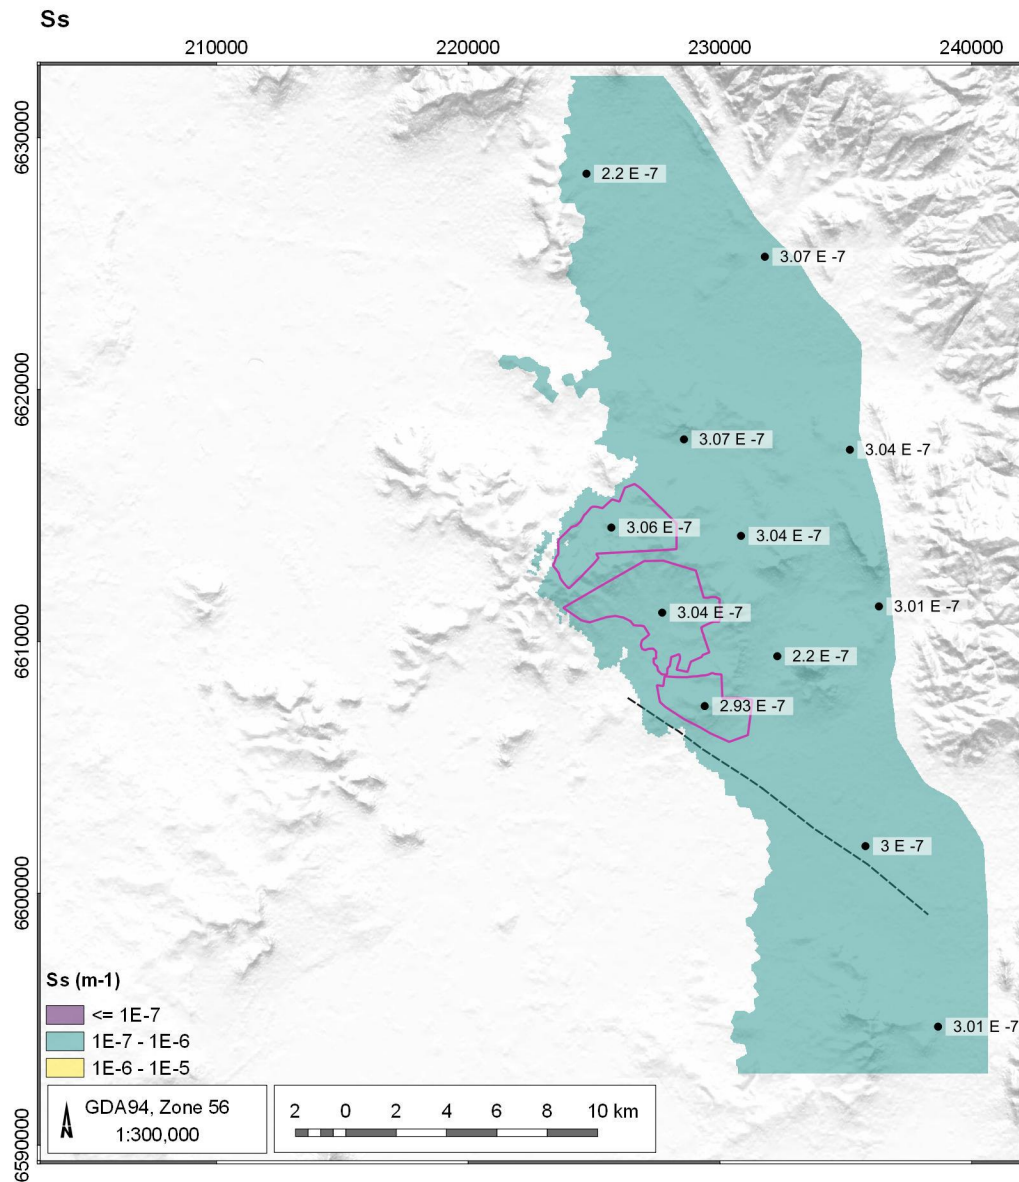 Ss
210000
220000
230000
240000
6630000
6620000
6610000
6600000
6590000
2.2 E -7
3.07 E -7
3.07 E -7
3.04 E -7
3.06 E -7
3.04 E -7
3.01 E -7
3.04 E -7
2.2 E -7
2.93 E -7
3 E -7
3.01 E -7
Ss (m-1)
<= 1E-7
1E-7 - 1E-6
1E-6 - 1E-5
N
GDA94, Zone 56
1:300,000
2 0 2 4 6 8 10 km